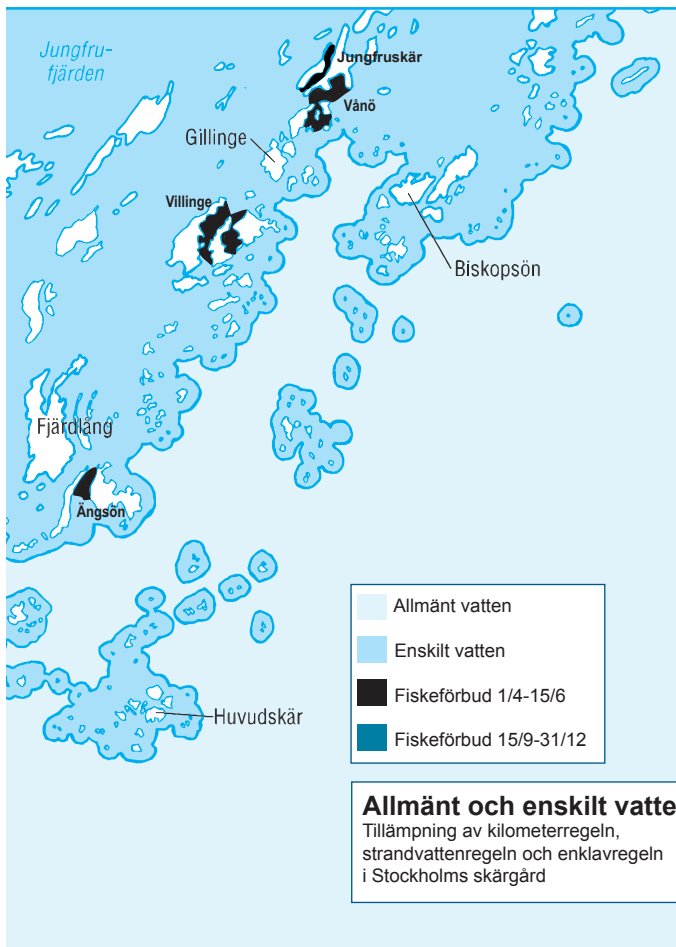 Jungfru-
fjärden
Jungfruskär
Vånö
Gillinge
Villinge
Biskopsön
Fjärdlång
Ängsön
Huvudskär
Allmänt vatten
Enskilt vatten
Fiskeförbud 1/4-15/6
Fiskeförbud 15/9-31/12
Allmänt och enskilt vatte
Tillämpning av kilometerregeln,
strandvattenregeln och enklavregeln
i Stockholms skärgård